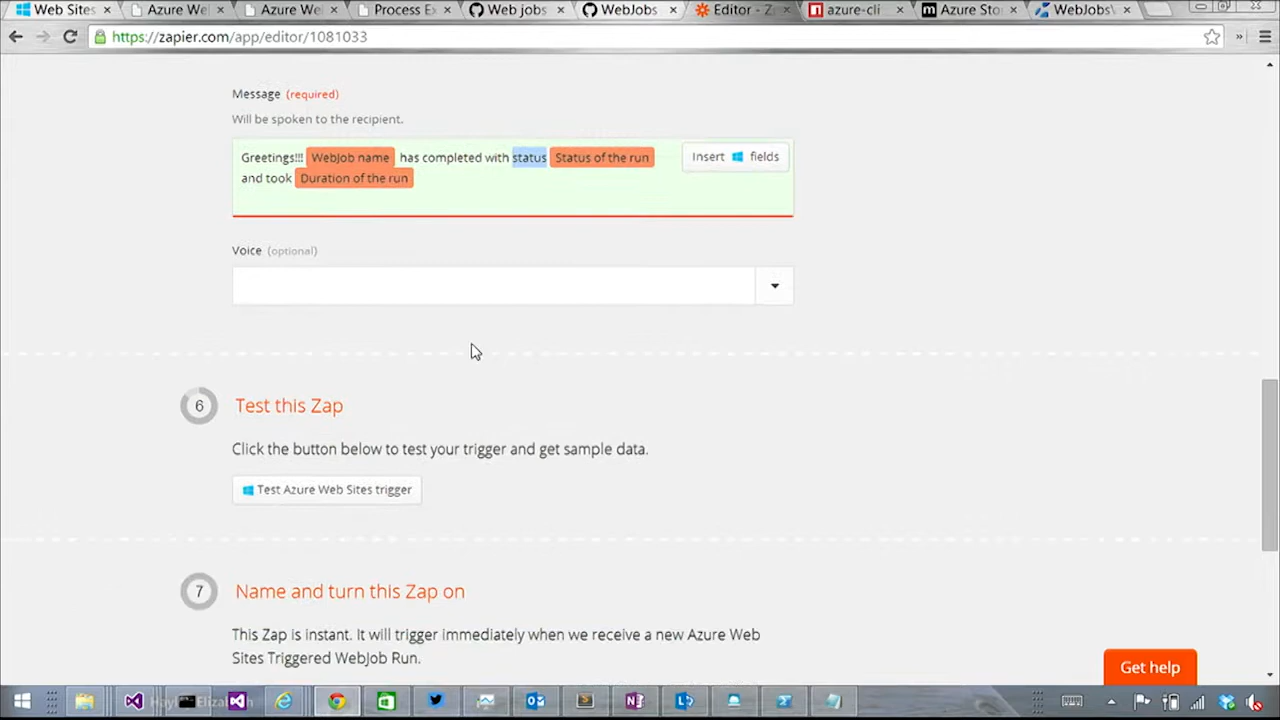 Web Sites
Azure We
Azure We
Process Ex
Web jobs
WebJobs
Editor - Z
azure-cli
Azure Sto
WebJobs
https://zapier.com/app/editor/1081033
Message (required)
Will be spoken to the recipient.
Greetings!!! WebJob name has completed with status Status of the run
Insert fields
and took Duration of the run
Voice (optional)
6 Test this Zap
Click the button below to test your trigger and get sample data.
Test Azure Web Sites trigger
7 Name and turn this Zap on
This Zap is instant. It will trigger immediately when we receive a new Azure Web
Sites Triggered WebJob Run.
Get help